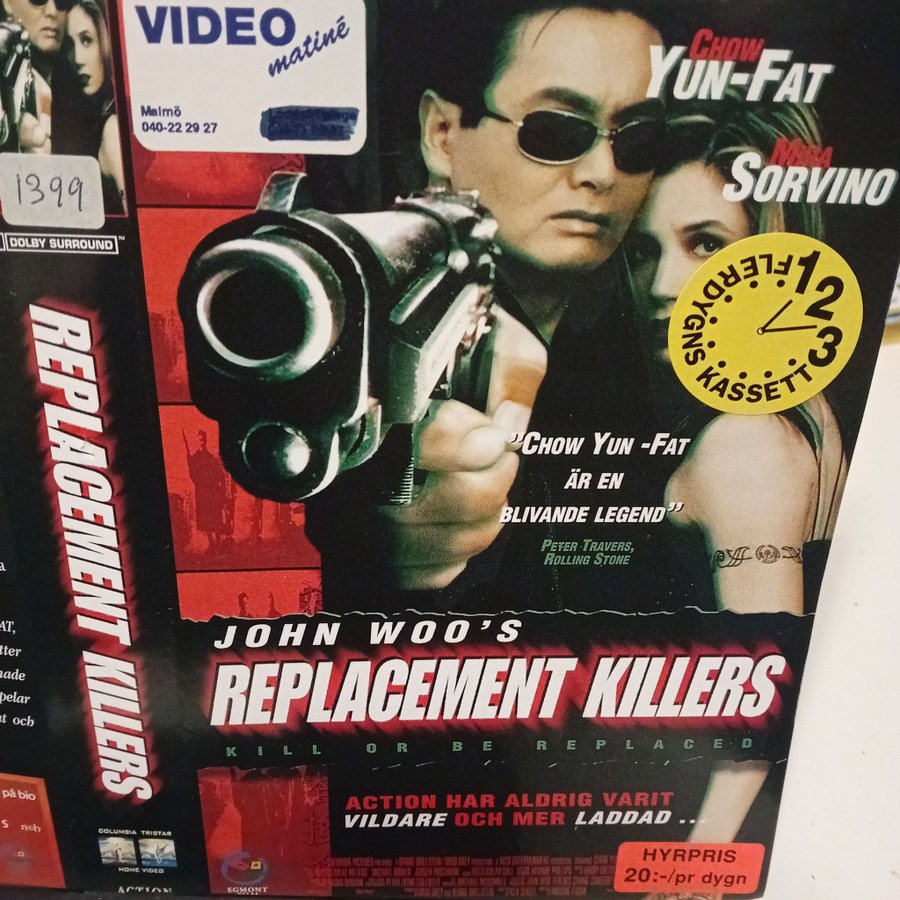 VIDEO
matiné
Malmö
040-22 29 27
1399
DOLBY SURROUND
CHOW
YUN-FAT
MIRA
SORVINO
FLERDYGNS KASSETT
1 2 3
"CHOW YUN -FAT
ÄR EN
BLIVANDE LEGEND"
PETER TRAVERS,
ROLLING STONE
JOHN WOO'S
REPLACEMENT KILLERS
KILL OR BE REPLACED
ACTION HAR ALDRIG VARIT
VILDARE OCH MER LADDAD ...
HYRPRIS
20:-/pr dygn
EGMONT
REPLACEMENT KILLERS
COLUMBIA TRISTAR
HOME VIDEO
ACTION
och
på bio